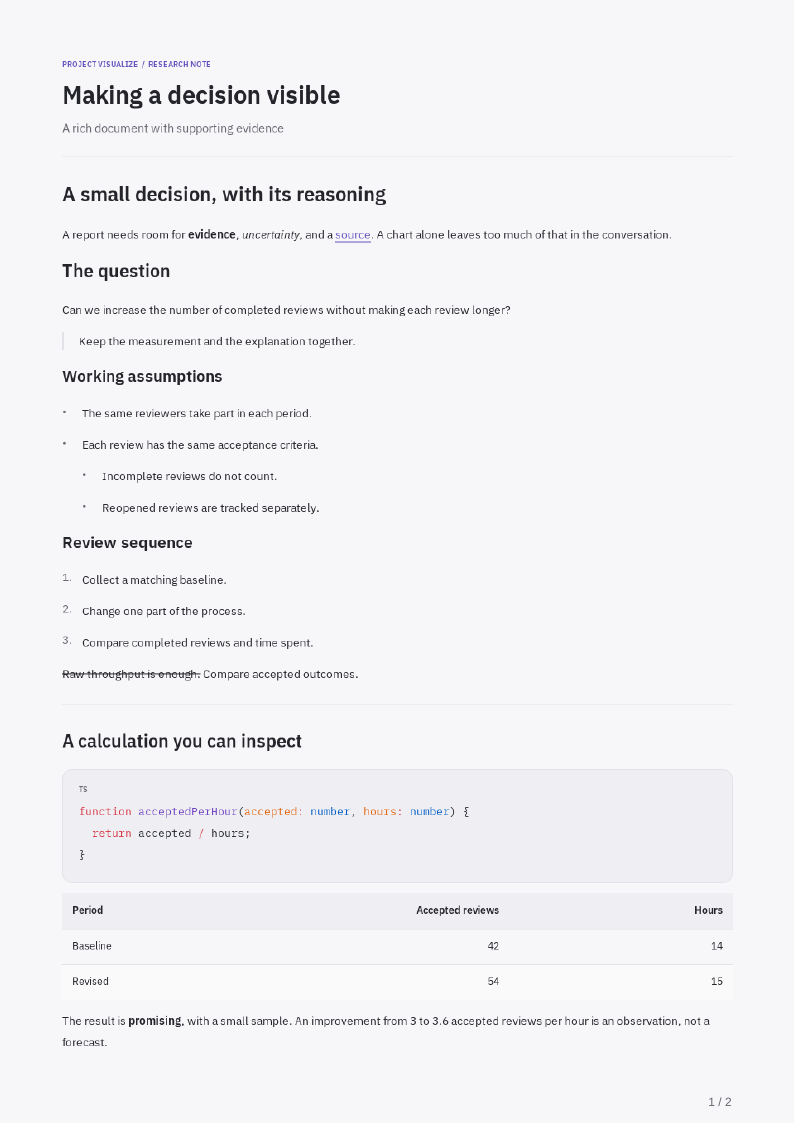 PROJECT VISUALIZE / RESEARCH NOTE
Making a decision visible
A rich document with supporting evidence
A small decision, with its reasoning
A report needs room for evidence, uncertainty, and a source. A chart alone leaves too much of that in the conversation.
The question
Can we increase the number of completed reviews without making each review longer?
Keep the measurement and the explanation together.
Working assumptions
• The same reviewers take part in each period.
• Each review has the same acceptance criteria.
• Incomplete reviews do not count.
• Reopened reviews are tracked separately.
Review sequence
1. Collect a matching baseline.
2. Change one part of the process.
3. Compare completed reviews and time spent.
Raw throughput is enough. Compare accepted outcomes.
A calculation you can inspect
TS
function acceptedPerHour(accepted: number, hours: number) {
  return accepted / hours;
}
Period Accepted reviews Hours
Baseline 42 14
Revised 54 15
The result is promising, with a small sample. An improvement from 3 to 3.6 accepted reviews per hour is an observation, not a
forecast.
1 / 2